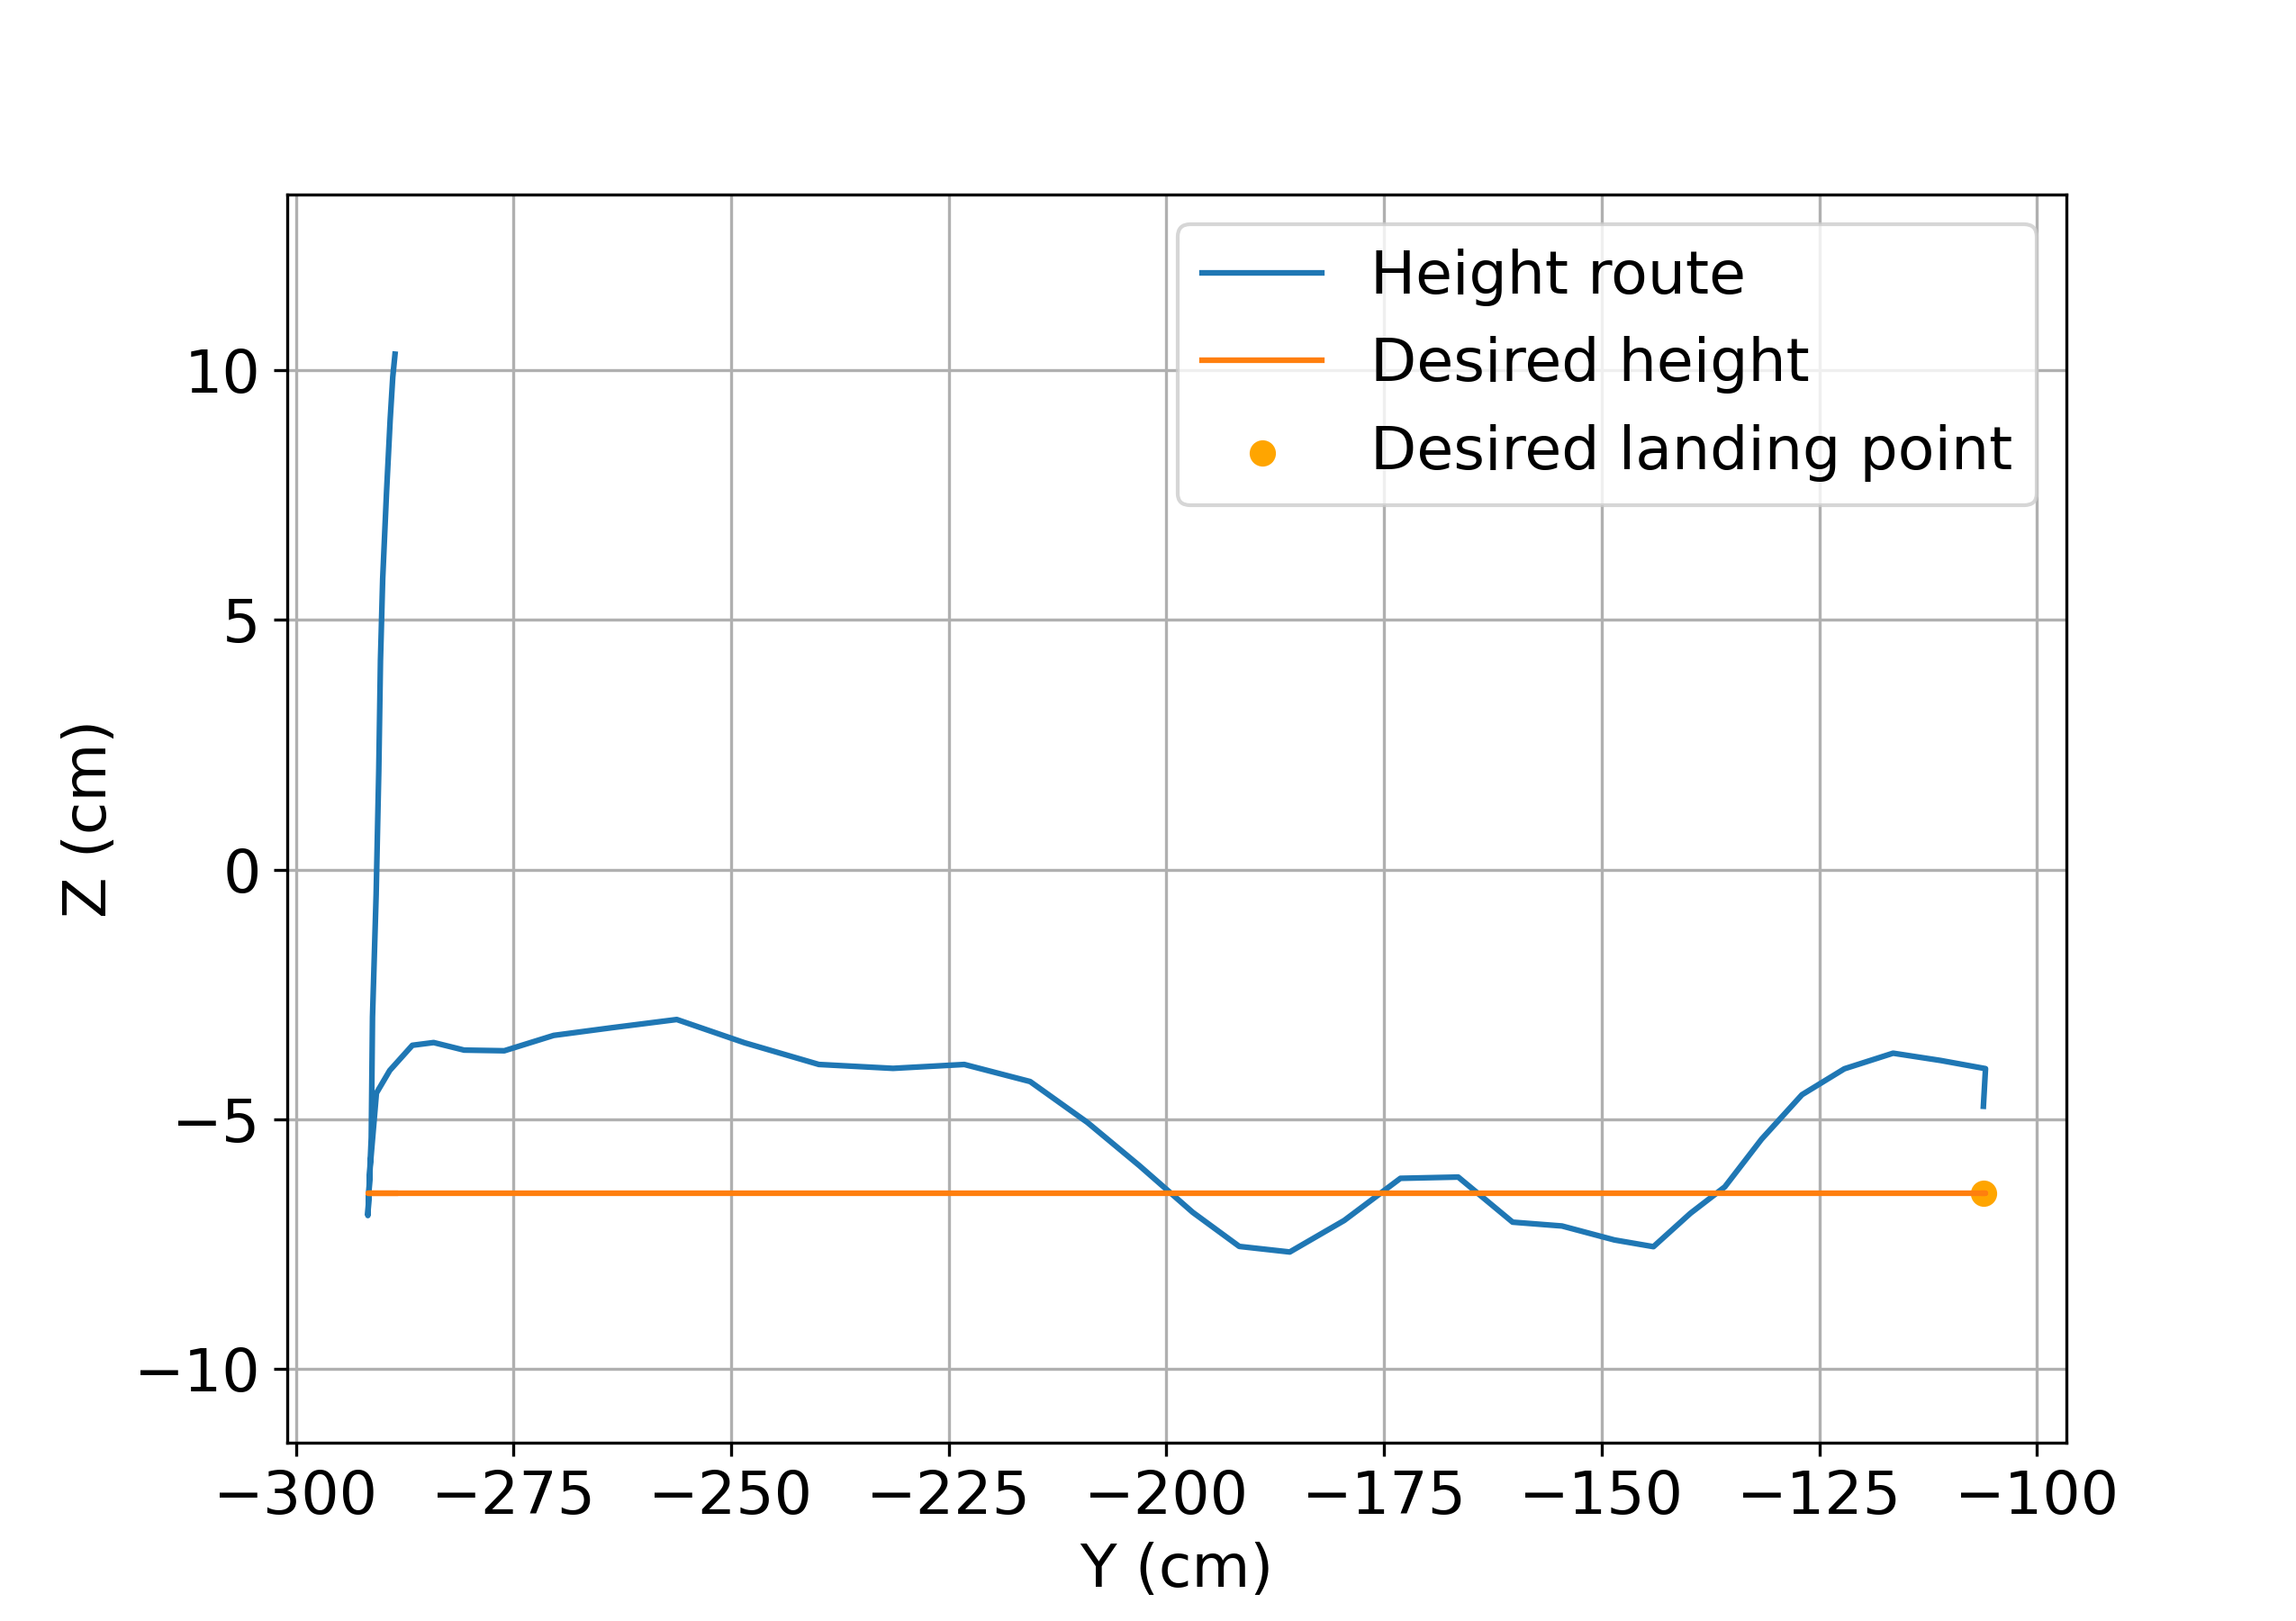 Height route
Desired height
Desired landing point
10
5
0
−5
−10
Z (cm)
−300 −275 −250 −225 −200 −175 −150 −125 −100
Y (cm)